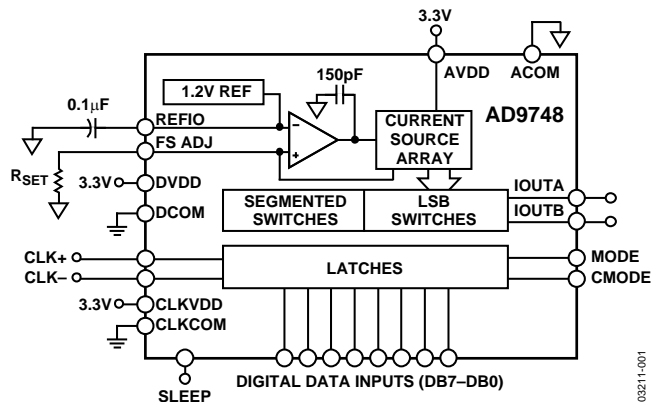 3.3V
150pF
AVDD
ACOM
1.2V REF
AD9748
0.1μF
REFIO
CURRENT
SOURCE
ARRAY
–
+
FS ADJ
RSET
3.3V
DVDD
DCOM
SEGMENTED
SWITCHES
LSB
SWITCHES
IOUTA
IOUTB
CLK+
CLK–
LATCHES
MODE
CMODE
3.3V
CLKVDD
CLKCOM
SLEEP
DIGITAL DATA INPUTS (DB7–DB0)
03211-001